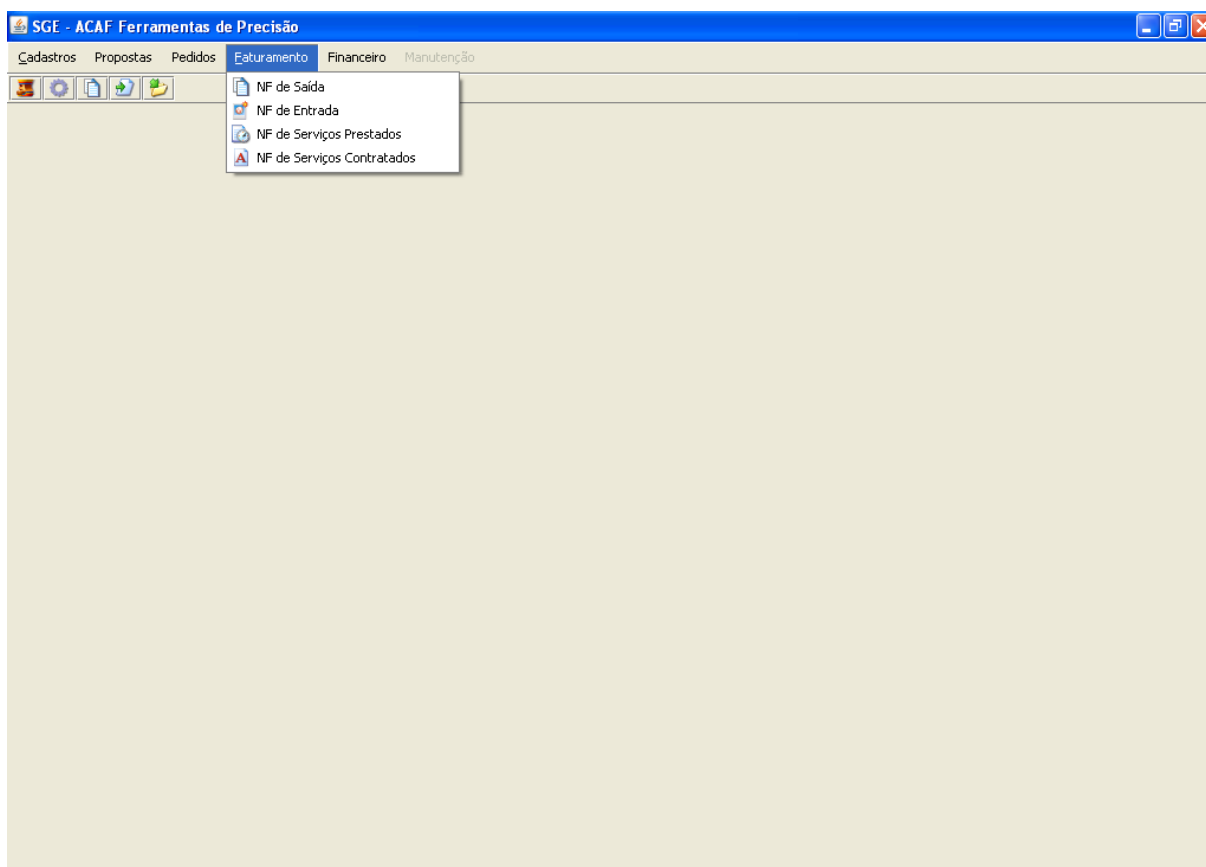 SGE - ACAF Ferramentas de Precisão
Cadastros Propostas Pedidos Faturamento Financeiro Manutenção
NF de Saída
NF de Entrada
NF de Serviços Prestados
NF de Serviços Contratados